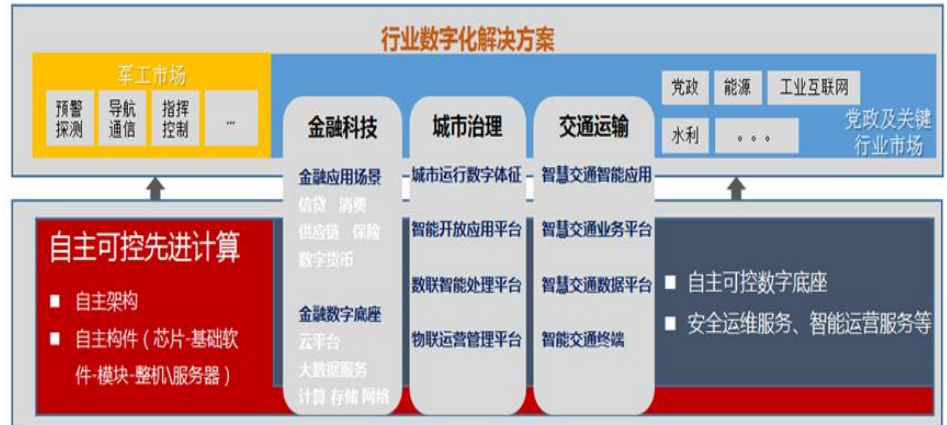 行业数字化解决方案
军工市场
预警
探测
导航
通信
指挥
控制
...
党政
能源
工业互联网
水利
。。。
党政及关键
行业市场
金融科技
金融应用场景
信贷 消费
供应链 保险
数字货币
金融数字底座
云平台
大数据服务
计算 存储 网络
城市治理
城市运行数字体征
智能开放应用平台
数联智能处理平台
物联运营管理平台
交通运输
智慧交通智能应用
智慧交通业务平台
智慧交通数据平台
智能交通终端
自主可控先进计算
■ 自主架构
■ 自主构件（芯片-基础软
件-模块-整机\服务器）
■ 自主可控数字底座
■ 安全运维服务、智能运营服务等